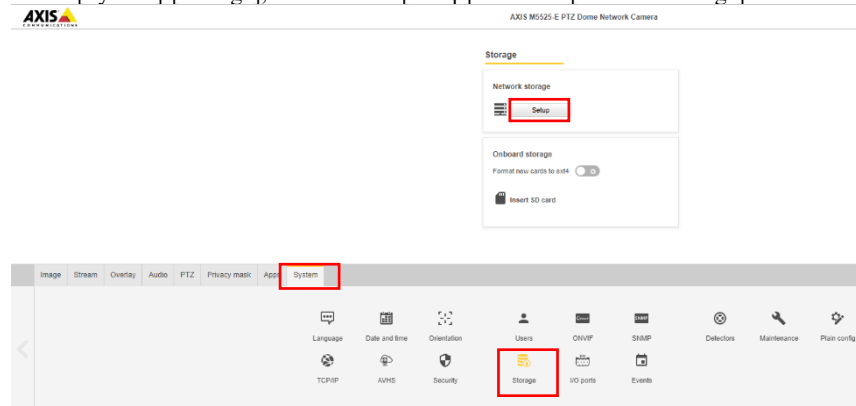 AXIS
COMMUNICATIONS
AXIS M5525-E PTZ Dome Network Camera
Storage
Network storage
Setup
Onboard storage
Format new cards to ext4
Insert SD card
Image Stream Overlay Audio PTZ Privacy mask Apps System
Language Date and time Orientation Users ONVIF SNMP Detectors Maintenance Plain config
TCP/IP AVHS Security Storage I/O ports Events